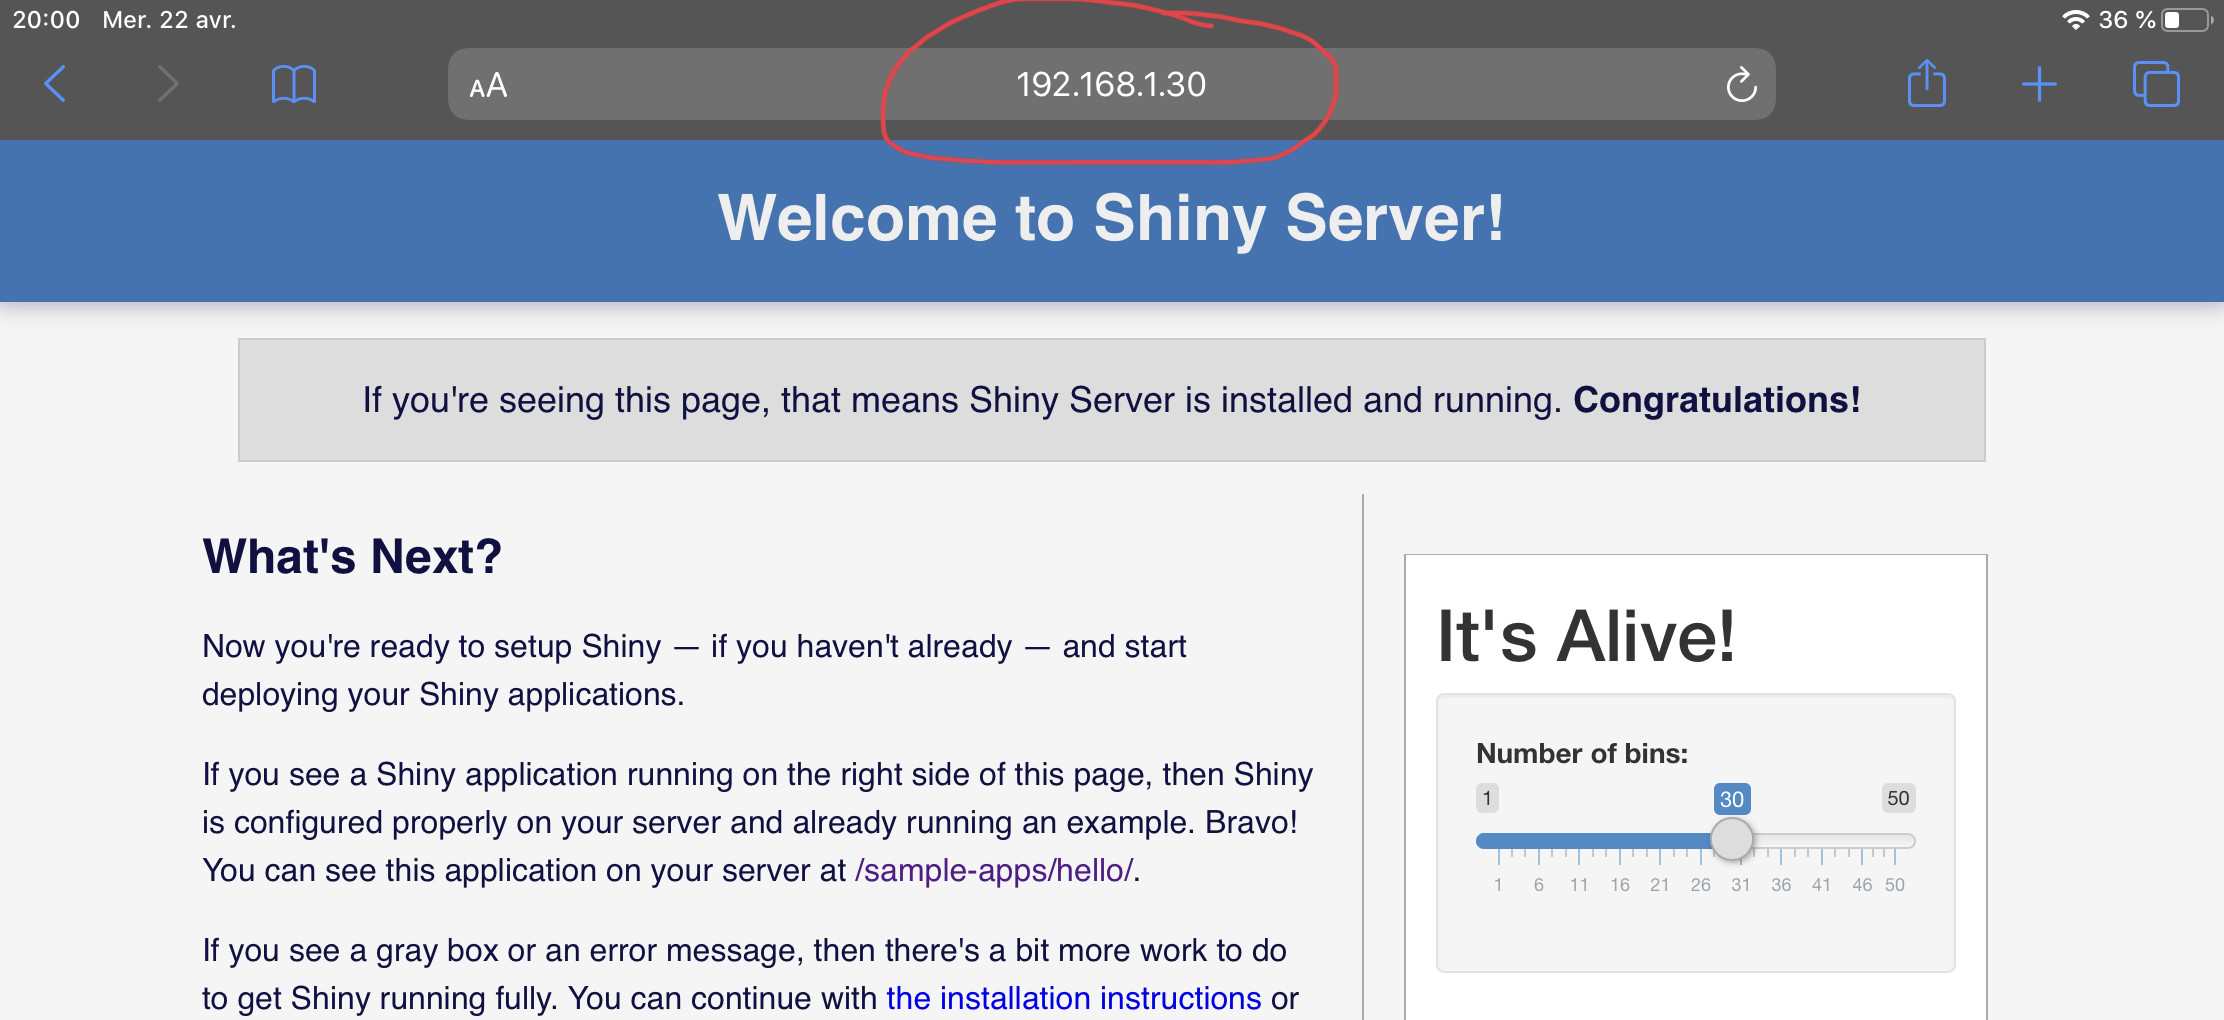 20:00 Mer. 22 avr.
36 %
AA
192.168.1.30
Welcome to Shiny Server!
If you're seeing this page, that means Shiny Server is installed and running. Congratulations!
What's Next?
Now you're ready to setup Shiny — if you haven't already — and start
deploying your Shiny applications.
If you see a Shiny application running on the right side of this page, then Shiny
is configured properly on your server and already running an example. Bravo!
You can see this application on your server at /sample-apps/hello/.
If you see a gray box or an error message, then there's a bit more work to do
to get Shiny running fully. You can continue with the installation instructions or
It's Alive!
Number of bins:
1 30 50
1 6 11 16 21 26 31 36 41 46 50